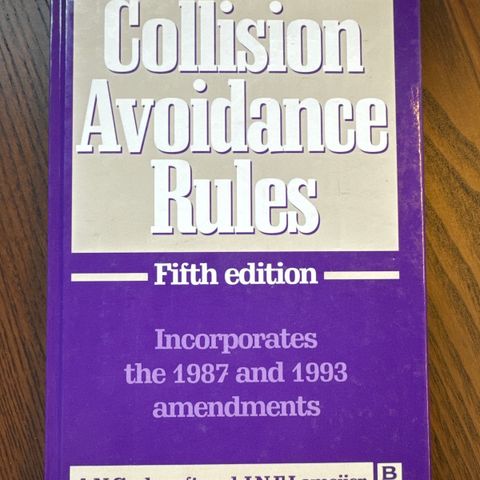 Collision
Avoidance
Rules
Fifth edition
Incorporates
the 1987 and 1993
amendments
B